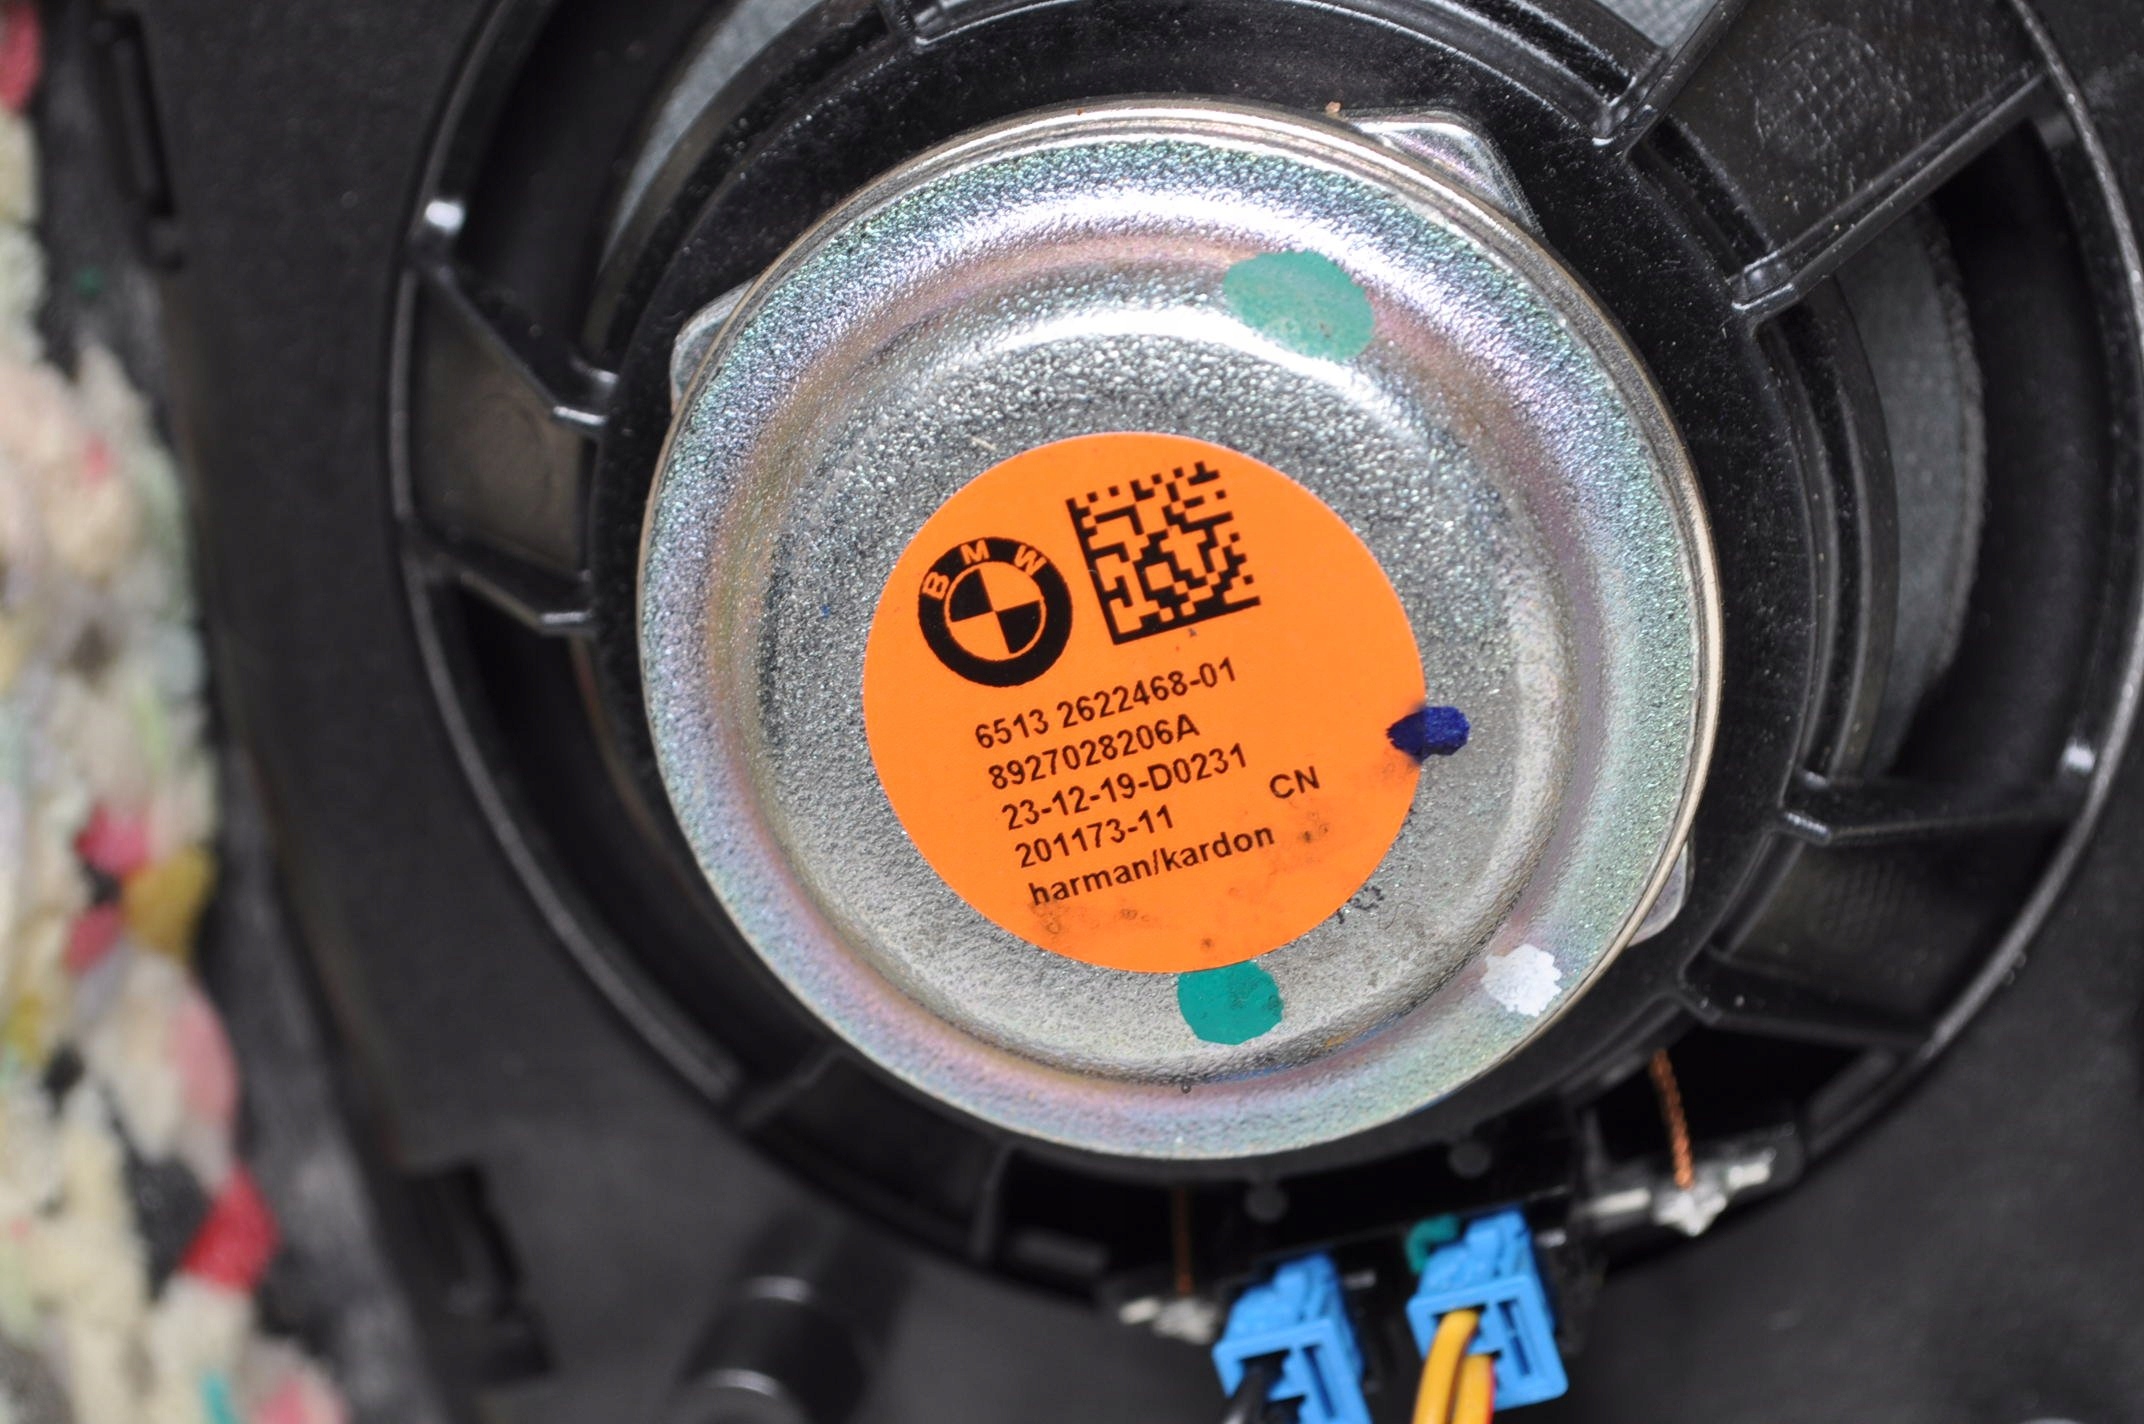 BMW
6513 2622468-01
8927028206A
23-12-19-D0231
201173-11 CN
harman/kardon